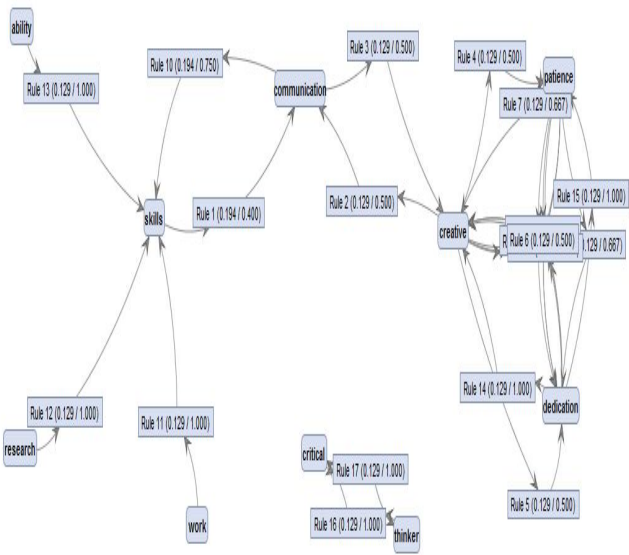 ability
Rule 3 (0.129 / 0.500)
Rule 4 (0.129 / 0.500)
Rule 10 (0.194 / 0.750)
patience
Rule 13 (0.129 / 1.000)
communication
Rule 7 (0.129 / 0.667)
Rule 15 (0.129 / 1.000)
Rule 2 (0.129 / 0.500)
skills
Rule 1 (0.194 / 0.400)
creative
Rule 6 (0.129 / 0.500)
0.129 / 0.667)
Rule 14 (0.129 / 1.000)
dedication
Rule 12 (0.129 / 1.000)
Rule 11 (0.129 / 1.000)
research
critical
Rule 17 (0.129 / 1.000)
Rule 5 (0.129 / 0.500)
work
Rule 16 (0.129 / 1.000)
thinker